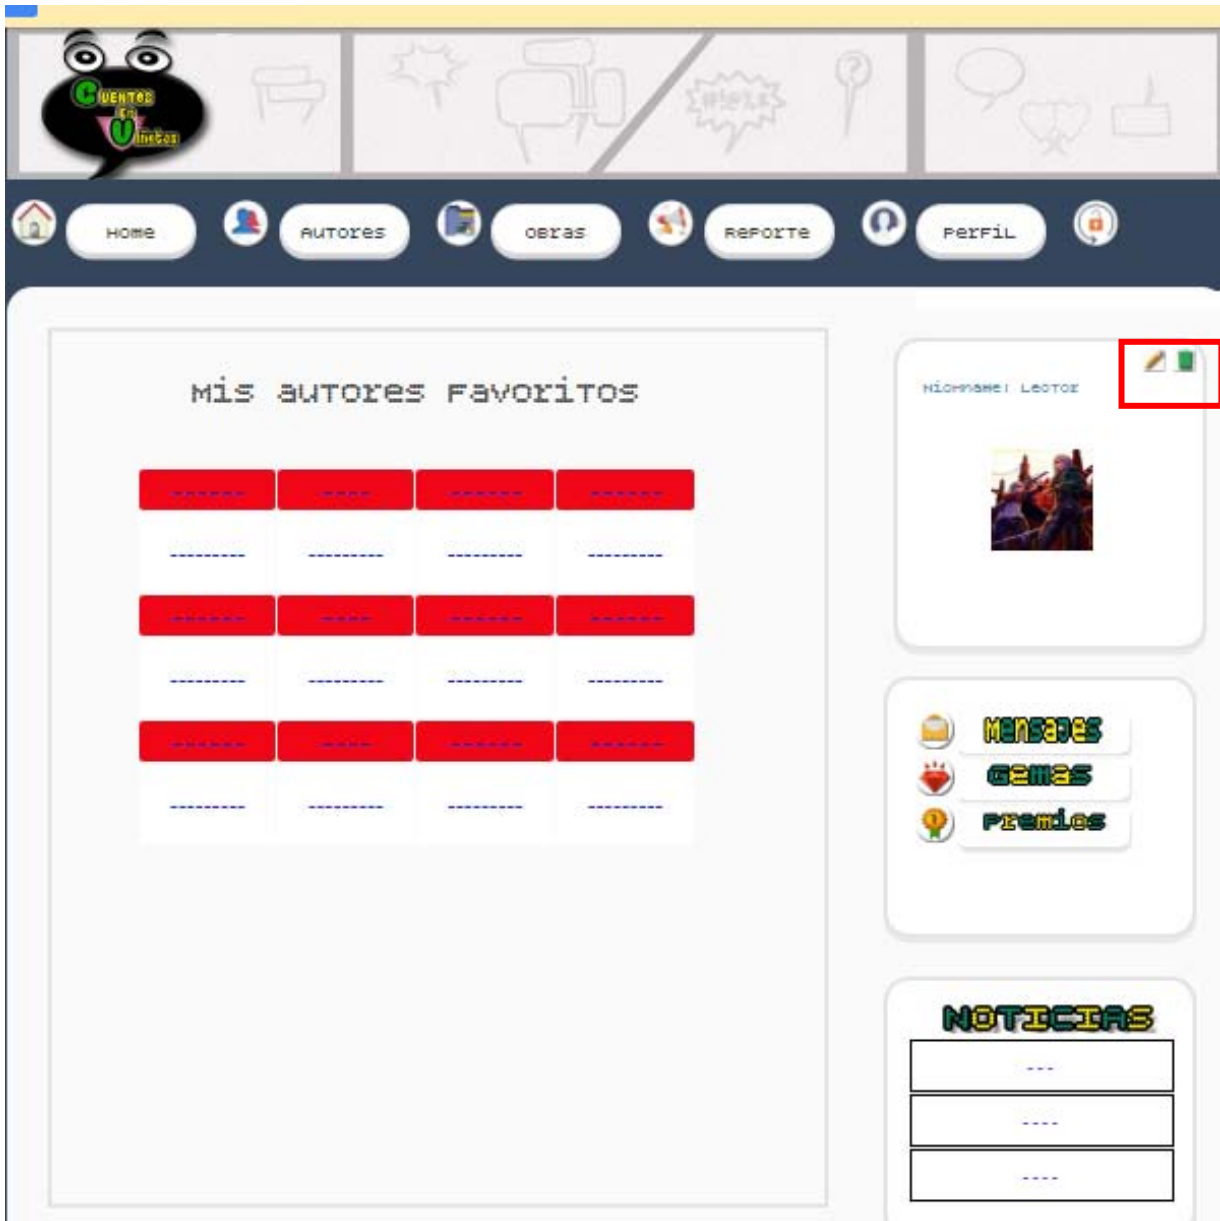 Cuentos
En
Viñetas
Home
Autores
Obras
Reporte
Perfil
Mis autores Favoritos
Nickname: Lector
------ ---- ------ ------
--------- --------- --------- ---------
------ ---- ------ ------
--------- --------- --------- ---------
------ ---- ------ ------
--------- --------- --------- ---------
Mensajes
Gemas
Premios
NOTICIAS
---
----
----